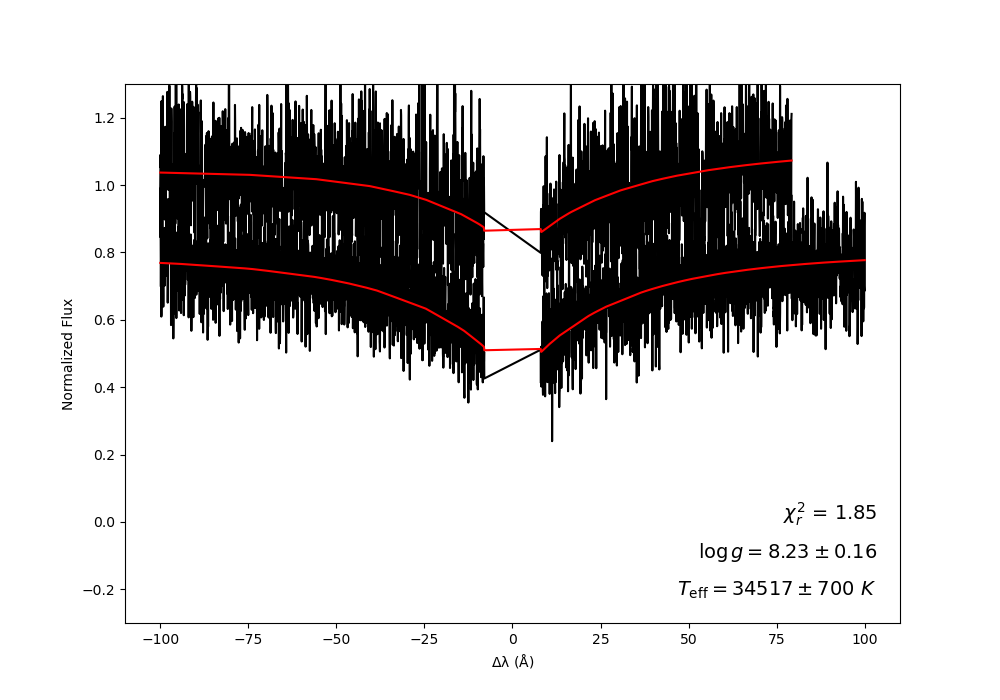 1.2
1.0
0.8
0.6
0.4
0.2
0.0
−0.2
Normalized Flux
χ²ᵣ = 1.85
log g = 8.23 ± 0.16
T_eff = 34517 ± 700 K
−100 −75 −50 −25 0 25 50 75 100
Δλ (Å)